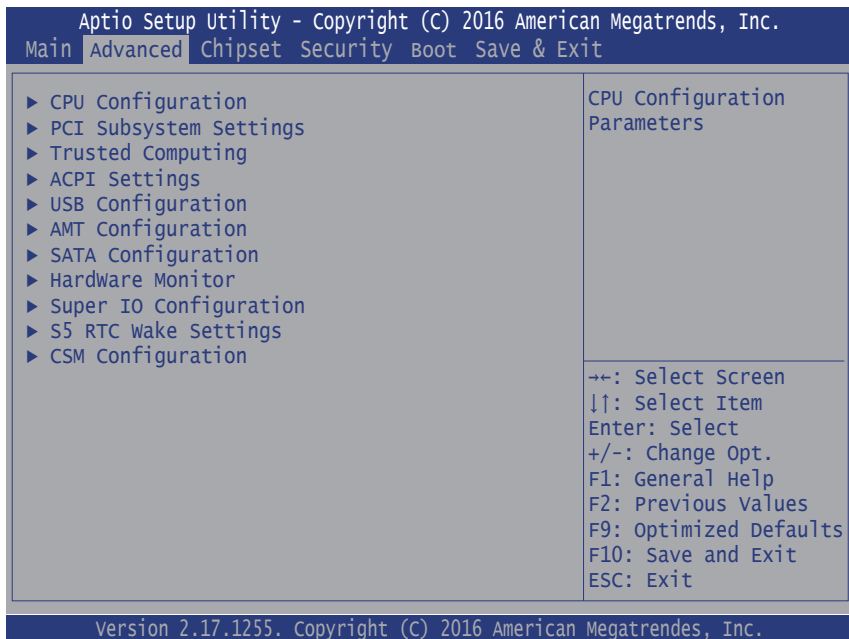 Aptio Setup Utility - Copyright (C) 2016 American Megatrends, Inc.
Main Advanced Chipset Security Boot Save & Exit
▶ CPU Configuration
▶ PCI Subsystem Settings
▶ Trusted Computing
▶ ACPI Settings
▶ USB Configuration
▶ AMT Configuration
▶ SATA Configuration
▶ HardWare Monitor
▶ Super IO Configuration
▶ S5 RTC Wake Settings
▶ CSM Configuration
CPU Configuration
Parameters
→←: Select Screen
↓↑: Select Item
Enter: Select
+/-: Change Opt.
F1: General Help
F2: Previous Values
F9: Optimized Defaults
F10: Save and Exit
ESC: Exit
Version 2.17.1255. Copyright (C) 2016 American Megatrendes, Inc.